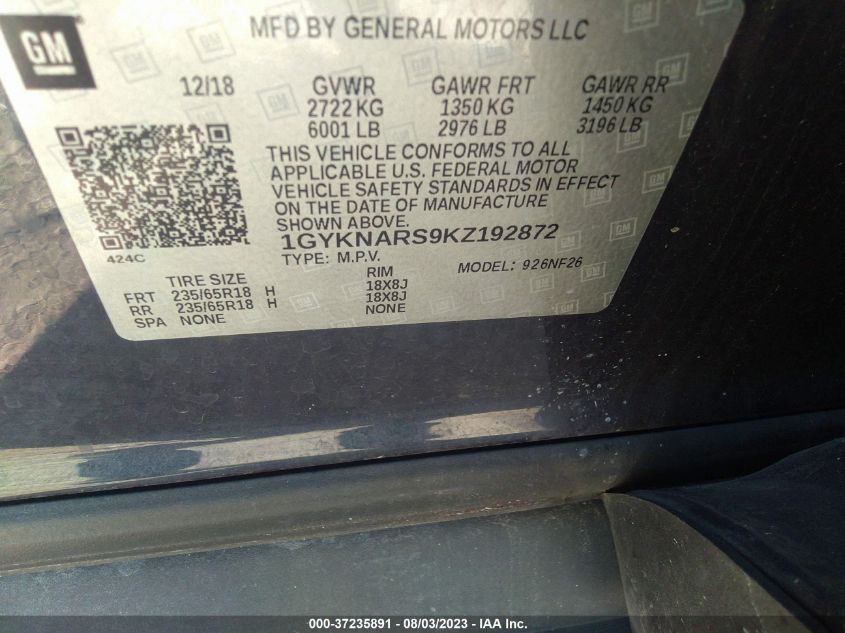 GM
MFD BY GENERAL MOTORS LLC
12/18 GVWR GAWR FRT GAWR RR
2722 KG 1350 KG 1450 KG
6001 LB 2976 LB 3196 LB
THIS VEHICLE CONFORMS TO ALL
APPLICABLE U.S. FEDERAL MOTOR
VEHICLE SAFETY STANDARDS IN EFFECT
ON THE DATE OF MANUFACTURE
SHOWN ABOVE.
1GYKNARS9KZ192872
424C
TYPE: M.P.V. MODEL: 926NF26
TIRE SIZE RIM
FRT 235/65R18 H 18X8J
RR 235/65R18 H 18X8J
SPA NONE NONE
000-37235891 - 08/03/2023 - IAA Inc.